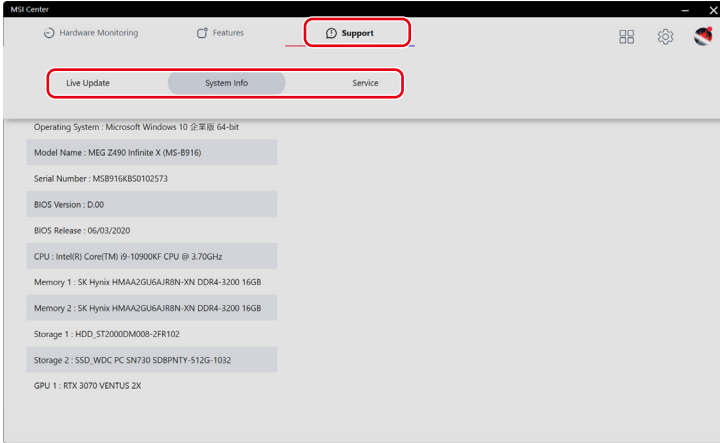 MSI Center
Hardware Monitoring
Features
Support
Live Update
System Info
Service
Operating System : Microsoft Windows 10 企業版 64-bit
Model Name : MEG Z490 Infinite X (MS-B916)
Serial Number : MSB916KBS0102573
BIOS Version : D.00
BIOS Release : 06/03/2020
CPU : Intel(R) Core(TM) i9-10900KF CPU @ 3.70GHz
Memory 1 : SK Hynix HMAA2GU6AJR8N-XN DDR4-3200 16GB
Memory 2 : SK Hynix HMAA2GU6AJR8N-XN DDR4-3200 16GB
Storage 1 : HDD_ST2000DM008-2FR102
Storage 2 : SSD_WDC PC SN730 SDBPNTY-512G-1032
GPU 1 : RTX 3070 VENTUS 2X